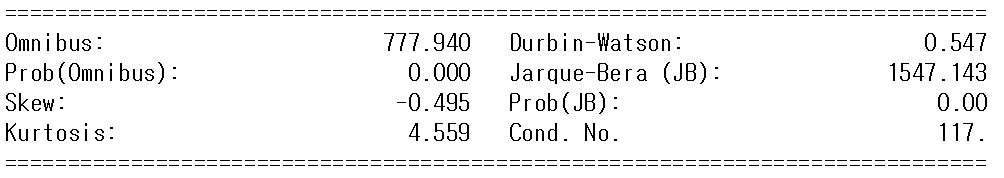 ==============================================================================
Omnibus:                      777.940   Durbin-Watson:                   0.547
Prob(Omnibus):                  0.000   Jarque-Bera (JB):             1547.143
Skew:                          -0.495   Prob(JB):                         0.00
Kurtosis:                       4.559   Cond. No.                         117.
==============================================================================